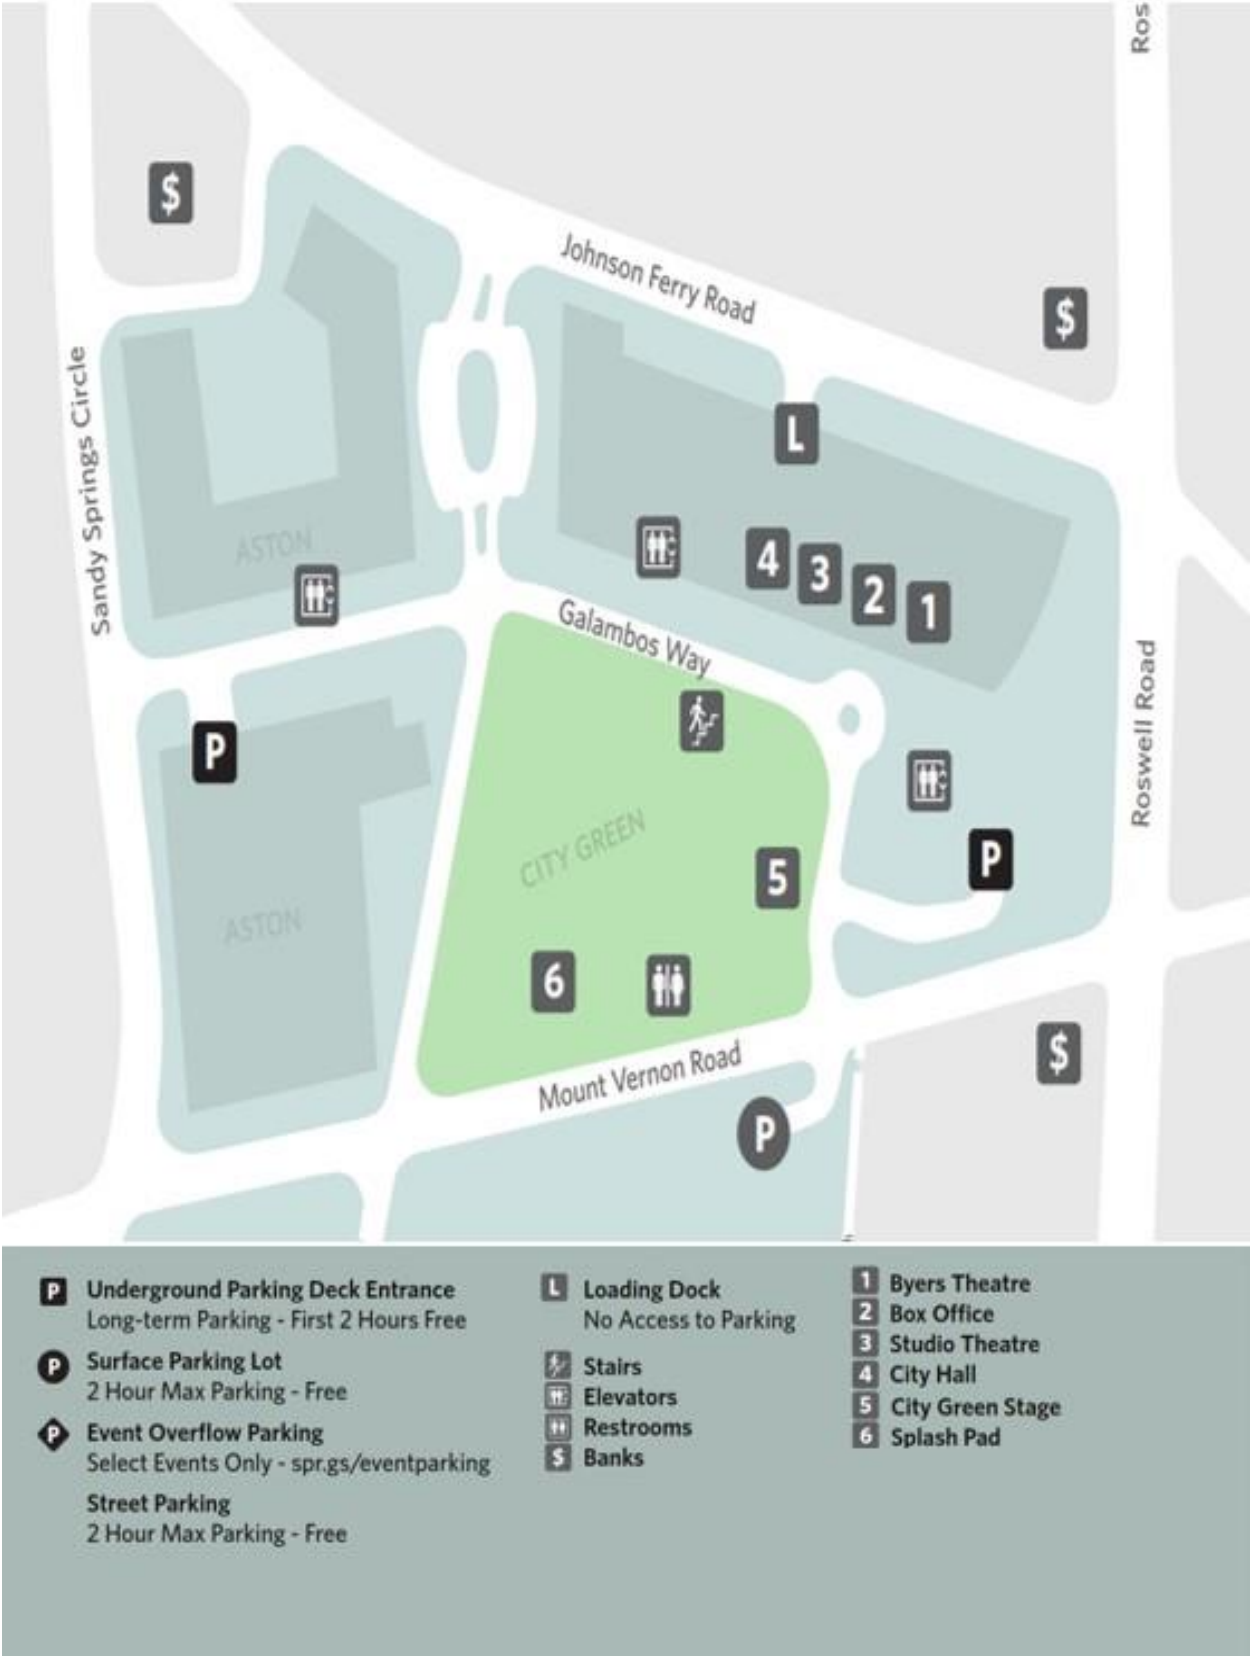 Ros
$
Johnson Ferry Road
$
Sandy Springs Circle
L
ASTON
4
3
2
1
Galambos Way
Roswell Road
P
CITY GREEN
P
5
ASTON
6
Mount Vernon Road
$
P
P Underground Parking Deck Entrance
Long-term Parking - First 2 Hours Free
P Surface Parking Lot
2 Hour Max Parking - Free
P Event Overflow Parking
Select Events Only - spr.gs/eventparking
Street Parking
2 Hour Max Parking - Free
L Loading Dock
No Access to Parking
Stairs
Elevators
Restrooms
$ Banks
1 Byers Theatre
2 Box Office
3 Studio Theatre
4 City Hall
5 City Green Stage
6 Splash Pad